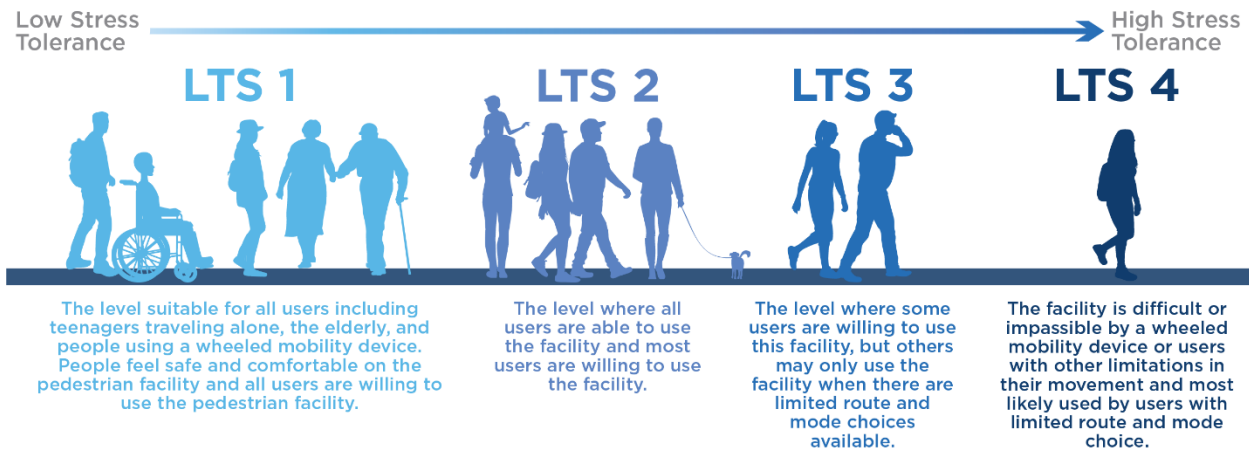 Low Stress
Tolerance
High Stress
Tolerance
LTS 1
LTS 2
LTS 3
LTS 4
The level suitable for all users including
teenagers traveling alone, the elderly, and
people using a wheeled mobility device.
People feel safe and comfortable on the
pedestrian facility and all users are willing to
use the pedestrian facility.
The level where all
users are able to use
the facility and most
users are willing to use
the facility.
The level where some
users are willing to use
this facility, but others
may only use the
facility when there are
limited route and
mode choices
available.
The facility is difficult or
impassible by a wheeled
mobility device or users
with other limitations in
their movement and most
likely used by users with
limited route and mode
choice.